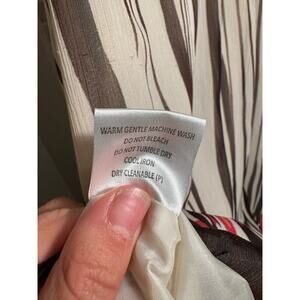 WARM GENTLE MACHINE WASH
DO NOT BLEACH
DO NOT TUMBLE DRY
COOL IRON
DRY CLEANABLE (P)